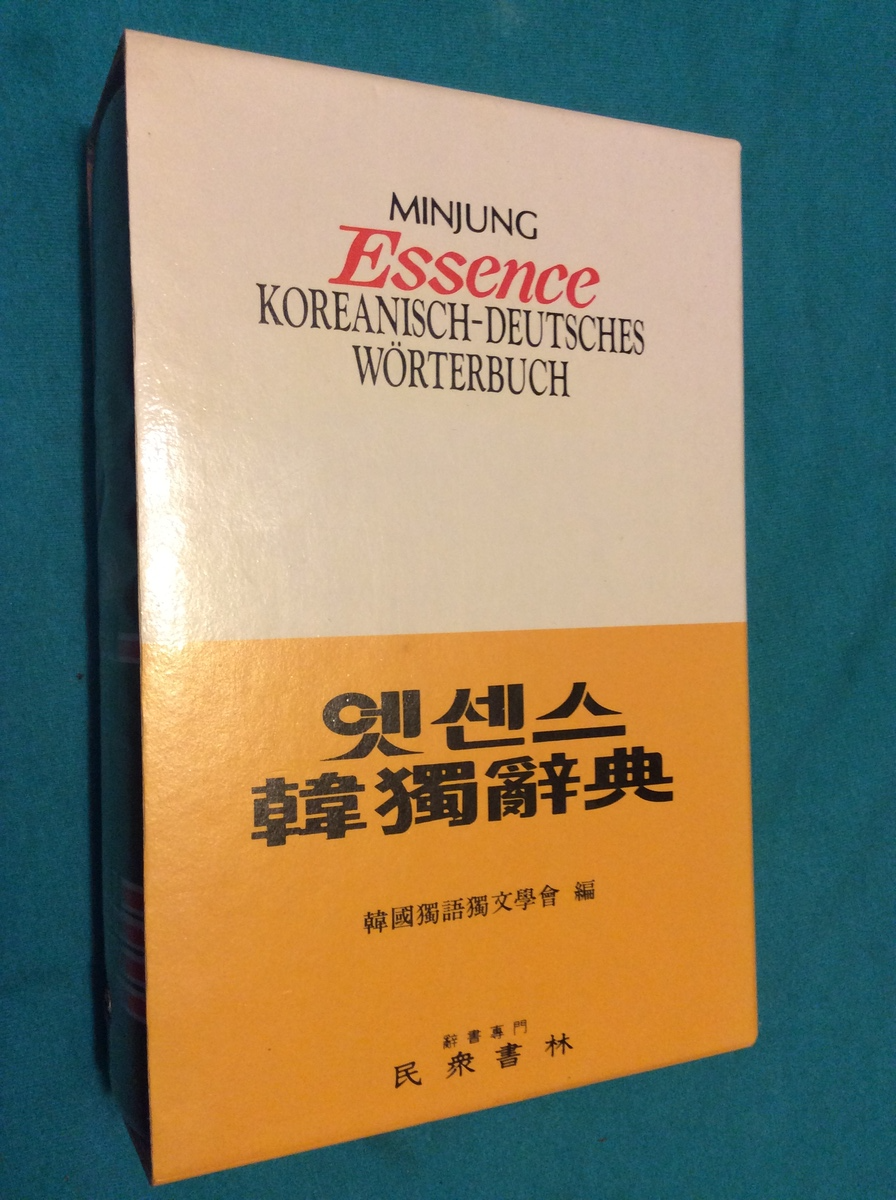 MINJUNG
Essence
KOREANISCH-DEUTSCHES
WÖRTERBUCH
엣센스
韓獨辭典
韓國獨語獨文學會 編
辭書專門
民衆書林